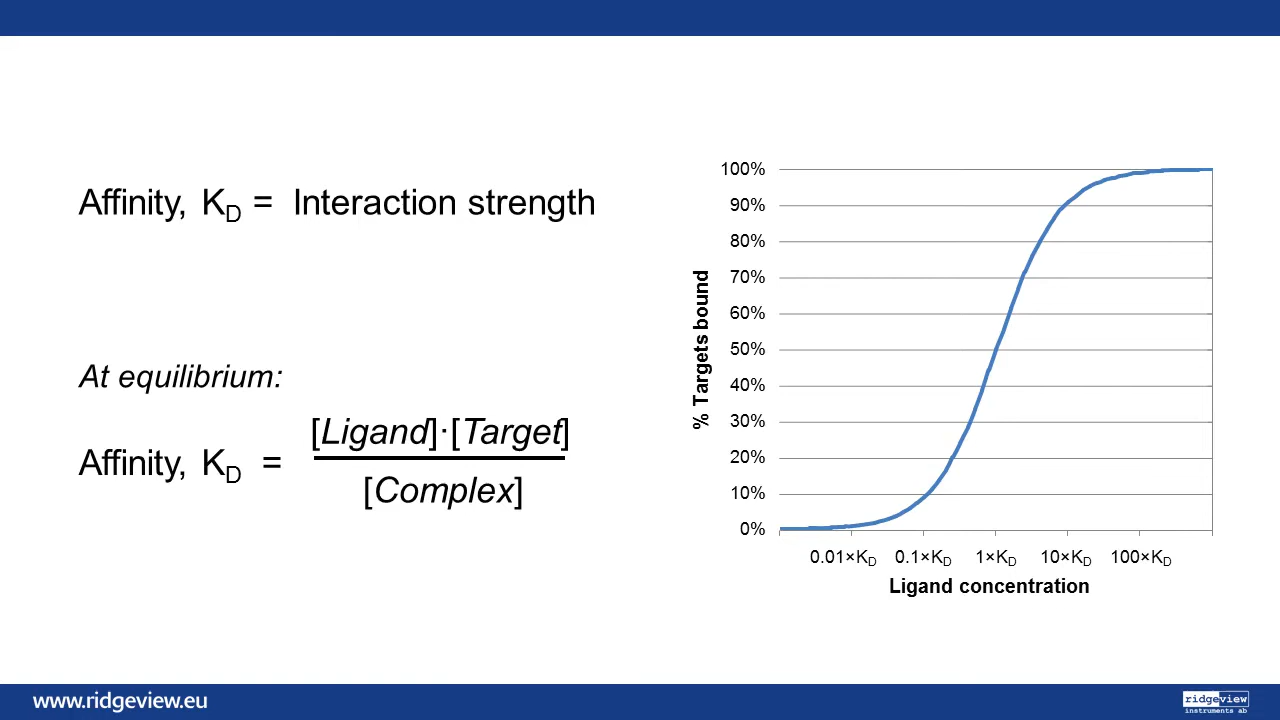 Affinity, KD = Interaction strength
At equilibrium:
Affinity, KD = [Ligand]·[Target]
[Complex]
100%
90%
80%
70%
60%
50%
40%
30%
20%
10%
0%
% Targets bound
0.01×KD 0.1×KD 1×KD 10×KD 100×KD
Ligand concentration
www.ridgeview.eu
ridgeview
instruments ab